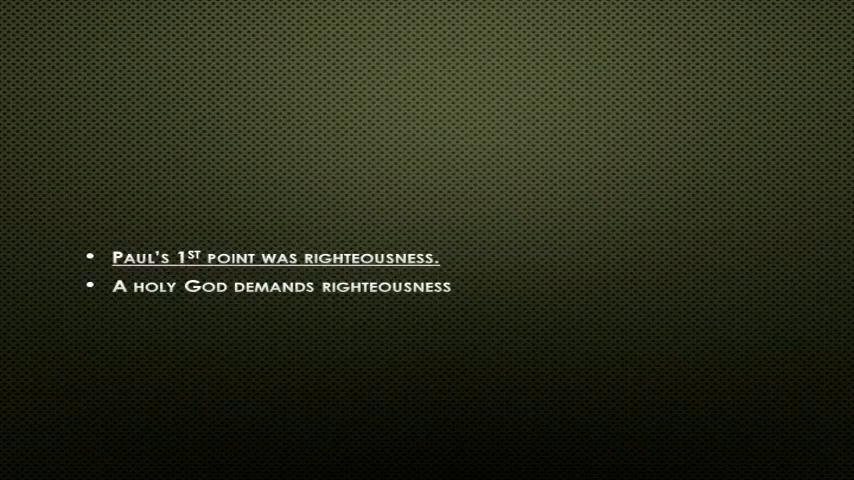 • Paul's 1st point was righteousness.
• A holy God demands righteousness